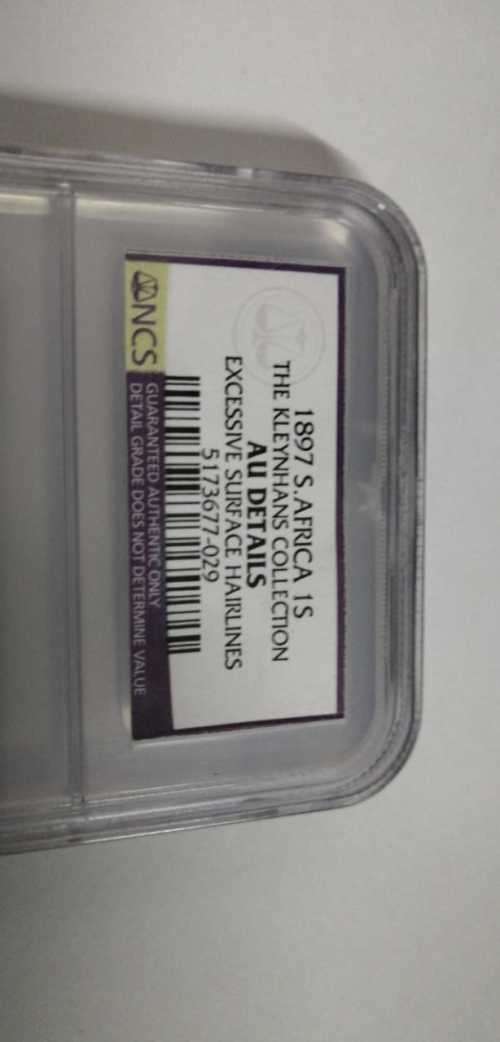 1897 S.AFRICA 1S
THE KLEYNHANS COLLECTION
AU DETAILS
EXCESSIVE SURFACE HAIRLINES
5173677-029
NCS
GUARANTEED AUTHENTIC ONLY
DETAIL GRADE DOES NOT DETERMINE VALUE